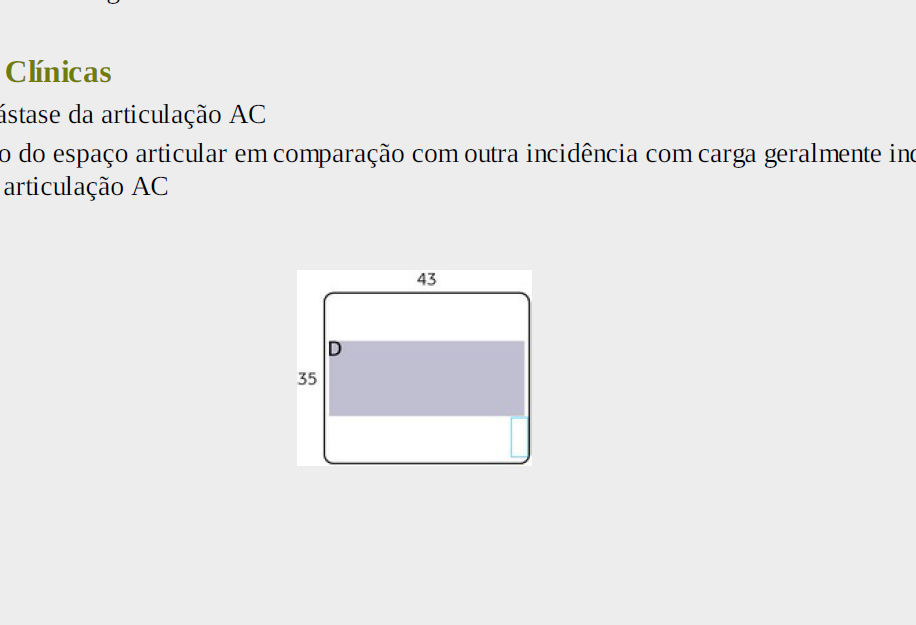 Clínicas
ástase da articulação AC
o do espaço articular em comparação com outra incidência com carga geralmente
articulação AC
43
D
35